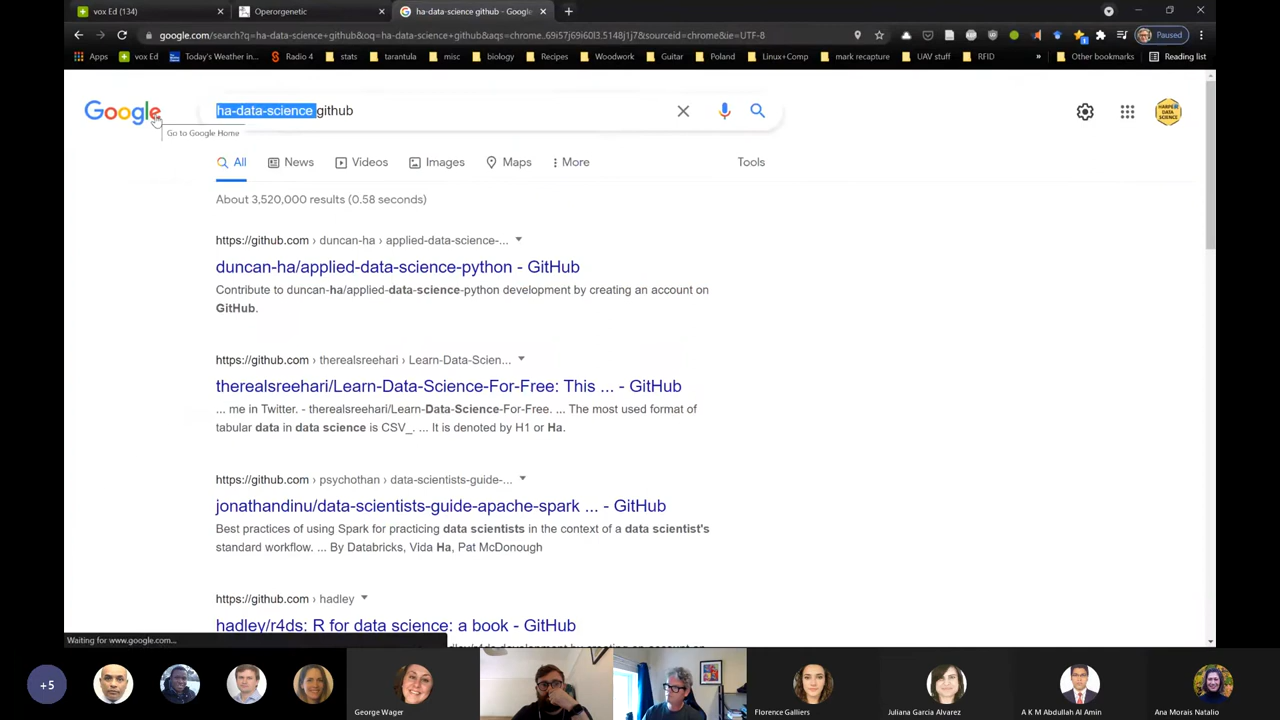 vox Ed (134)
Operorgenetic
ha-data-science github - Google
google.com/search?q=ha-data-science+github&oq=ha-data-science+github&aqs=chrome..69i57j69i60l3.5148j1j7&sourceid=chrome&ie=UTF-8
Paused
Apps
vox Ed
Today's Weather in...
Radio 4
stats
tarantula
misc
biology
Recipes
Woodwork
Guitar
Poland
Linux+Comp
mark recapture
UAV stuff
RFID
»
Other bookmarks
Reading list
Google
ha-data-science github
HARPER DATA SCIENCE
Go to Google Home
All
News
Videos
Images
Maps
More
Tools
About 3,520,000 results (0.58 seconds)
https://github.com › duncan-ha › applied-data-science-...
duncan-ha/applied-data-science-python - GitHub
Contribute to duncan-ha/applied-data-science-python development by creating an account on
GitHub.
https://github.com › therealsreehari › Learn-Data-Scien...
therealsreehari/Learn-Data-Science-For-Free: This ... - GitHub
... me in Twitter. - therealsreehari/Learn-Data-Science-For-Free. ... The most used format of
tabular data in data science is CSV_. ... It is denoted by H1 or Ha.
https://github.com › psychothan › data-scientists-guide-...
jonathandinu/data-scientists-guide-apache-spark ... - GitHub
Best practices of using Spark for practicing data scientists in the context of a data scientist's
standard workflow. ... By Databricks, Vida Ha, Pat McDonough
https://github.com › hadley
hadley/r4ds: R for data science: a book - GitHub
Waiting for www.google.com...
+5
George Wager
Florence Galliers
Juliana Garcia Alvarez
A K M Abdullah Al Amin
Ana Morais Natalio